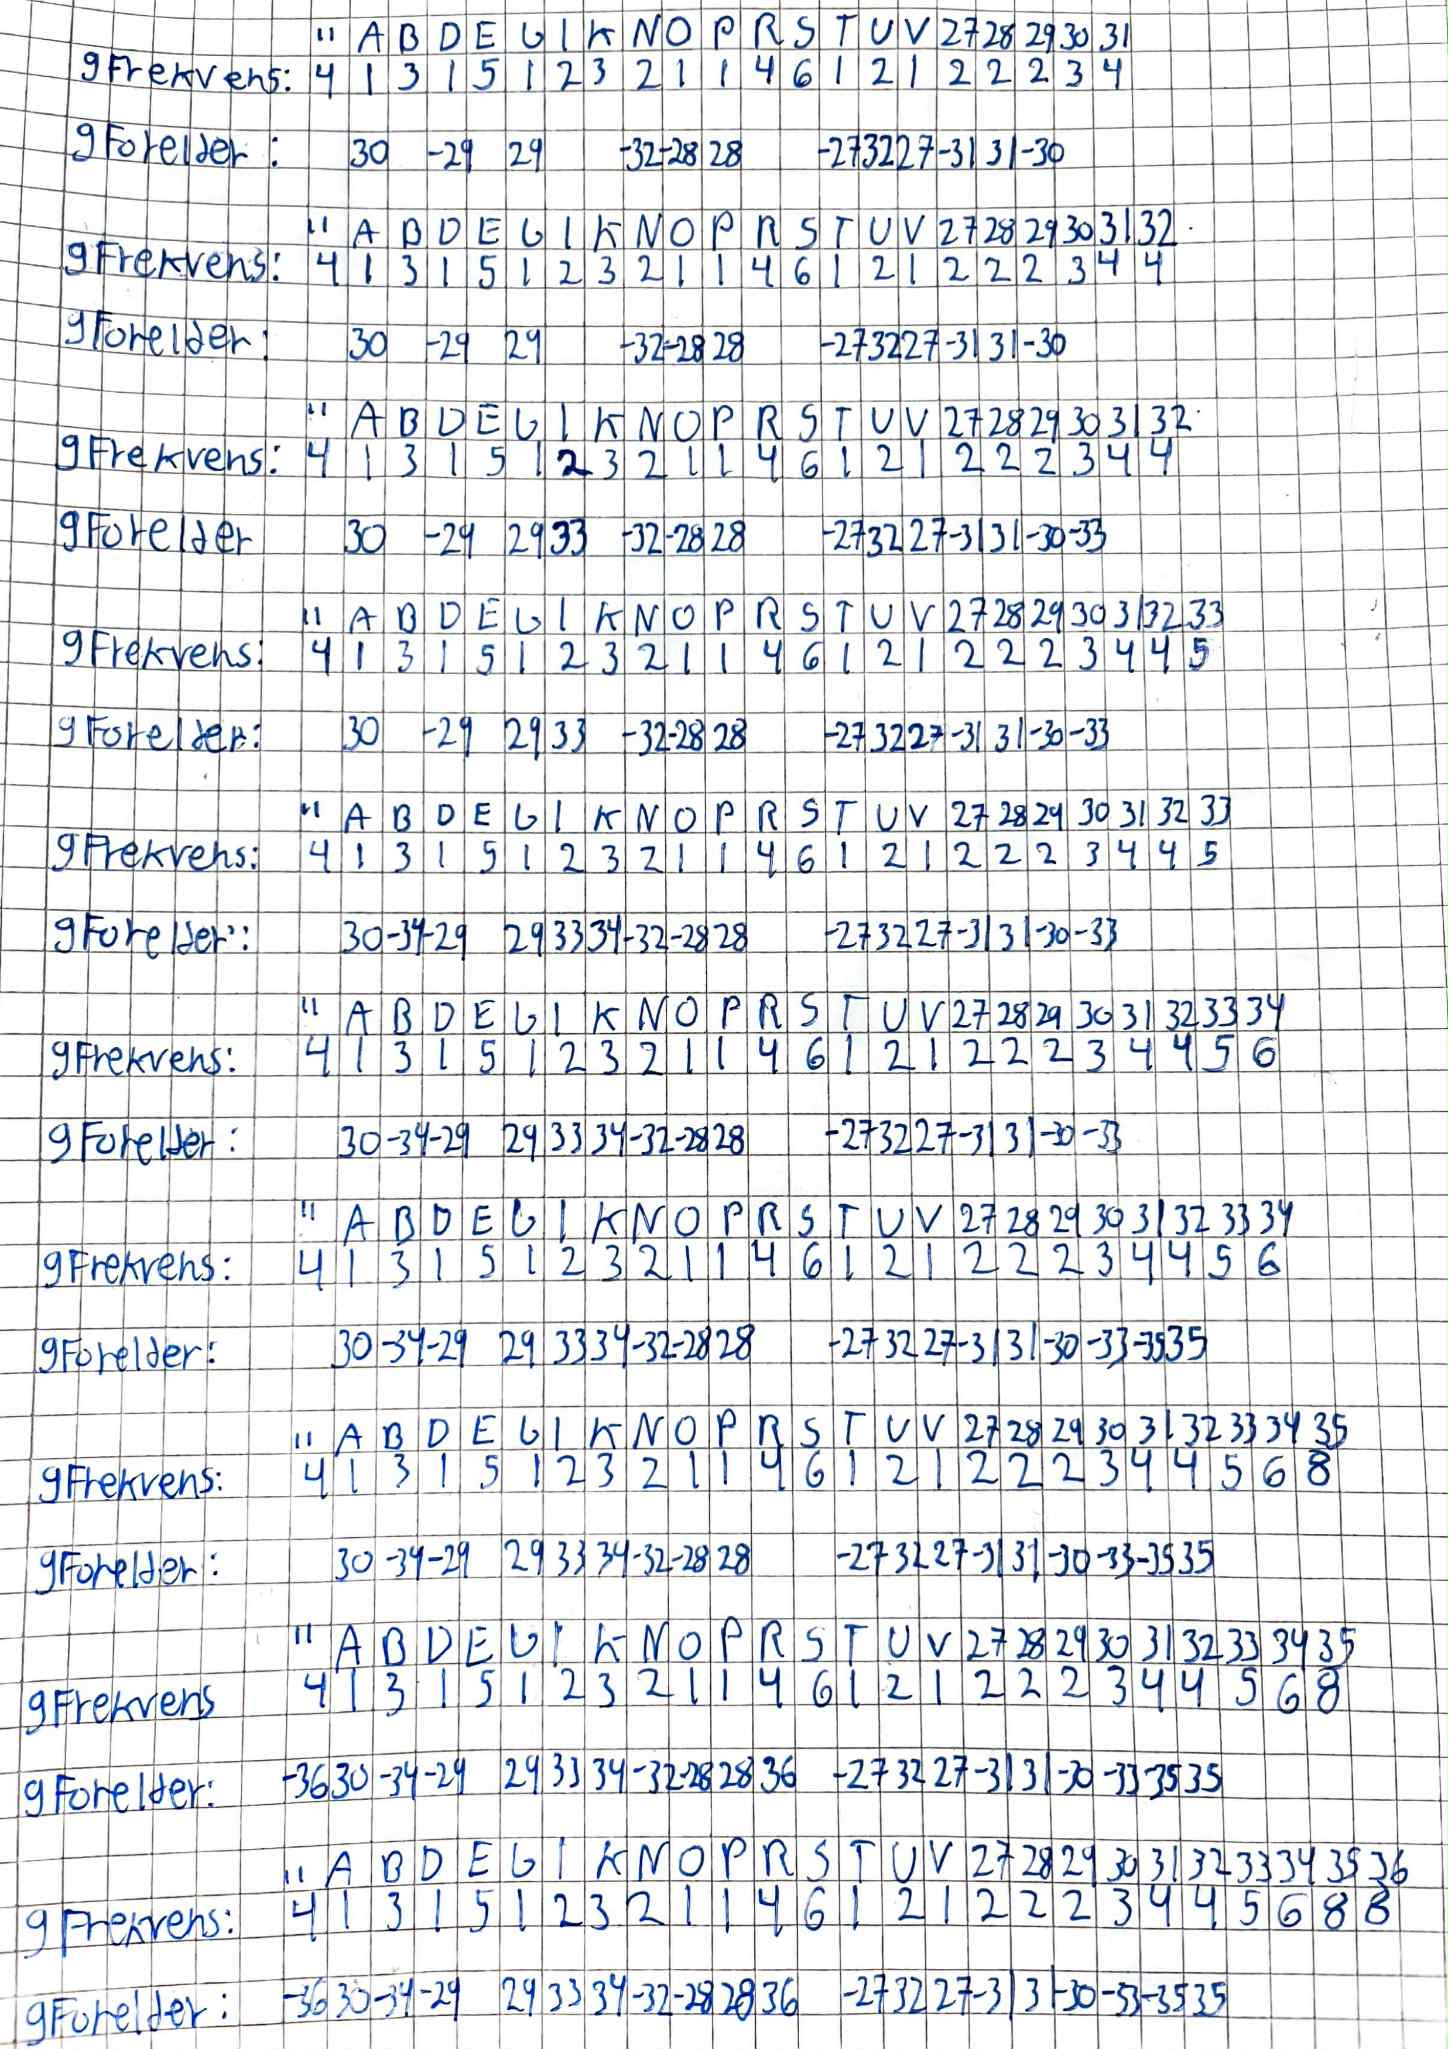 " A B D E G I K N O P R S T U V 27 28 29 30 31
gFrekvens: 4 1 3 1 5 1 2 3 2 1 1 4 6 1 2 1 2 2 2 3 4
gForelder: 30 -29 29 -32 -28 28 -27 32 27 -31 31 -30
" A B D E G I K N O P R S T U V 27 28 29 30 31 32
gFrekvens: 4 1 3 1 5 1 2 3 2 1 1 4 6 1 2 1 2 2 2 3 4 4
gForelder: 30 -29 29 -32 -28 28 -27 32 27 -31 31 -30
" A B D E G I K N O P R S T U V 27 28 29 30 31 32
gFrekvens: 4 1 3 1 5 1 2 3 2 1 1 4 6 1 2 1 2 2 2 3 4 4
gForelder 30 -29 29 33 -32 -28 28 -27 32 27 -31 31 -30 -33
" A B D E G I K N O P R S T U V 27 28 29 30 31 32 33
gFrekvens: 4 1 3 1 5 1 2 3 2 1 1 4 6 1 2 1 2 2 2 3 4 4 5
gForelder: 30 -29 29 33 -32 -28 28 -27 32 27 -31 31 -30 -33
" A B D E G I K N O P R S T U V 27 28 29 30 31 32 33
gFrekvens: 4 1 3 1 5 1 2 3 2 1 1 4 6 1 2 1 2 2 2 3 4 4 5
gForelder: 30 -34 -29 29 33 34 -32 -28 28 -27 32 27 -31 31 -30 -33
" A B D E G I K N O P R S T U V 27 28 29 30 31 32 33 34
gFrekvens: 4 1 3 1 5 1 2 3 2 1 1 4 6 1 2 1 2 2 2 3 4 4 5 6
gForelder: 30 -34 -29 29 33 34 -32 -28 28 -27 32 27 -31 31 -30 -33
" A B D E G I K N O P R S T U V 27 28 29 30 31 32 33 34
gFrekvens: 4 1 3 1 5 1 2 3 2 1 1 4 6 1 2 1 2 2 2 3 4 4 5 6
gForelder: 30 -34 -29 29 33 34 -32 -28 28 -27 32 27 -31 31 -30 -33 -35 35
" A B D E G I K N O P R S T U V 27 28 29 30 31 32 33 34 35
gFrekvens: 4 1 3 1 5 1 2 3 2 1 1 4 6 1 2 1 2 2 2 3 4 4 5 6 8
gForelder: 30 -34 -29 29 33 34 -32 -28 28 -27 32 27 -31 31 -30 -33 -35 35
" A B D E G I K N O P R S T U V 27 28 29 30 31 32 33 34 35
gFrekvens 4 1 3 1 5 1 2 3 2 1 1 4 6 1 2 1 2 2 2 3 4 4 5 6 8
gForelder: -36 30 -34 -29 29 33 34 -32 -28 28 36 -27 32 27 -31 31 -30 -33 -35 35
" A B D E G I K N O P R S T U V 27 28 29 30 31 32 33 34 35 36
gFrekvens: 4 1 3 1 5 1 2 3 2 1 1 4 6 1 2 1 2 2 2 3 4 4 5 6 8 8
gForelder: -36 30 -34 -29 29 33 34 -32 -28 28 36 -27 32 27 -31 31 -30 -33 -35 35